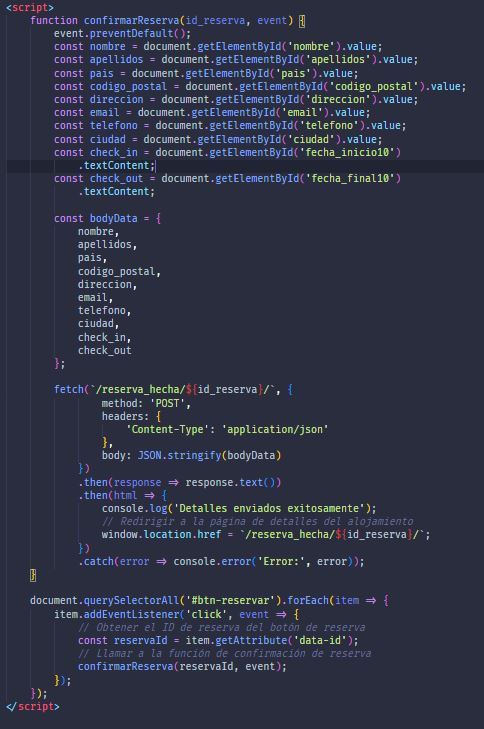 <script>
function confirmarReserva(id_reserva, event) {
event.preventDefault();
const nombre = document.getElementById('nombre').value;
const apellidos = document.getElementById('apellidos').value;
const pais = document.getElementById('pais').value;
const codigo_postal = document.getElementById('codigo_postal').value;
const direccion = document.getElementById('direccion').value;
const email = document.getElementById('email').value;
const telefono = document.getElementById('telefono').value;
const ciudad = document.getElementById('ciudad').value;
const check_in = document.getElementById('fecha_inicio10')
.textContent;
const check_out = document.getElementById('fecha_final10')
.textContent;
const bodyData = {
nombre,
apellidos,
pais,
codigo_postal,
direccion,
email,
telefono,
ciudad,
check_in,
check_out
};
fetch(`/reserva_hecha/${id_reserva}/`, {
method: 'POST',
headers: {
'Content-Type': 'application/json'
},
body: JSON.stringify(bodyData)
})
.then(response => response.text())
.then(html => {
console.log('Detalles enviados exitosamente');
// Redirigir a la página de detalles del alojamiento
window.location.href = `/reserva_hecha/${id_reserva}/`;
})
.catch(error => console.error('Error:', error));
}
document.querySelectorAll('#btn-reservar').forEach(item => {
item.addEventListener('click', event => {
// Obtener el ID de reserva del botón de reserva
const reservaId = item.getAttribute('data-id');
// Llamar a la función de confirmación de reserva
confirmarReserva(reservaId, event);
});
});
</script>